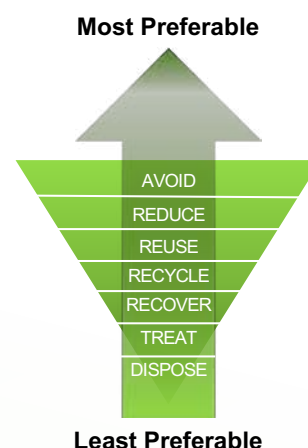 Most Preferable
AVOID
REDUCE
REUSE
RECYCLE
RECOVER
TREAT
DISPOSE
Least Preferable